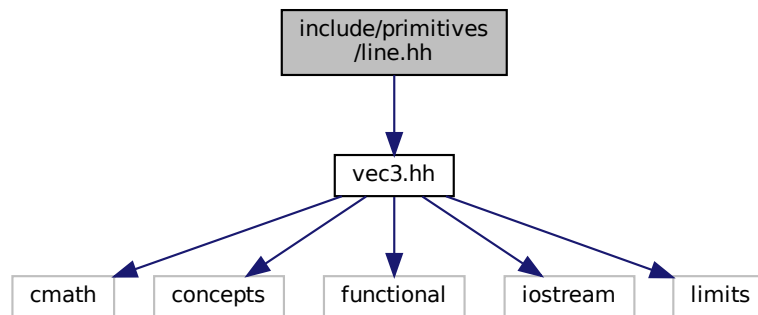 include/primitives
/line.hh
vec3.hh
cmath
concepts
functional
iostream
limits